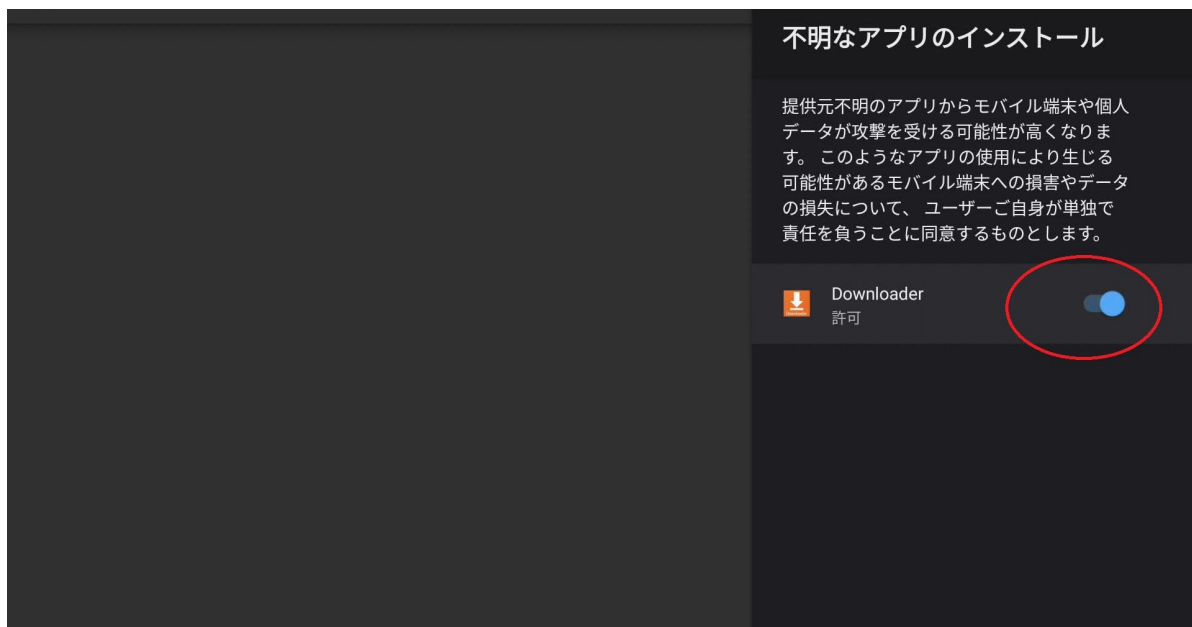 不明なアプリのインストール
提供元不明のアプリからモバイル端末や個人
データが攻撃を受ける可能性が高くなりま
す。 このようなアプリの使用により生じる
可能性があるモバイル端末への損害やデータ
の損失について、 ユーザーご自身が単独で
責任を負うことに同意するものとします。
Downloader
許可